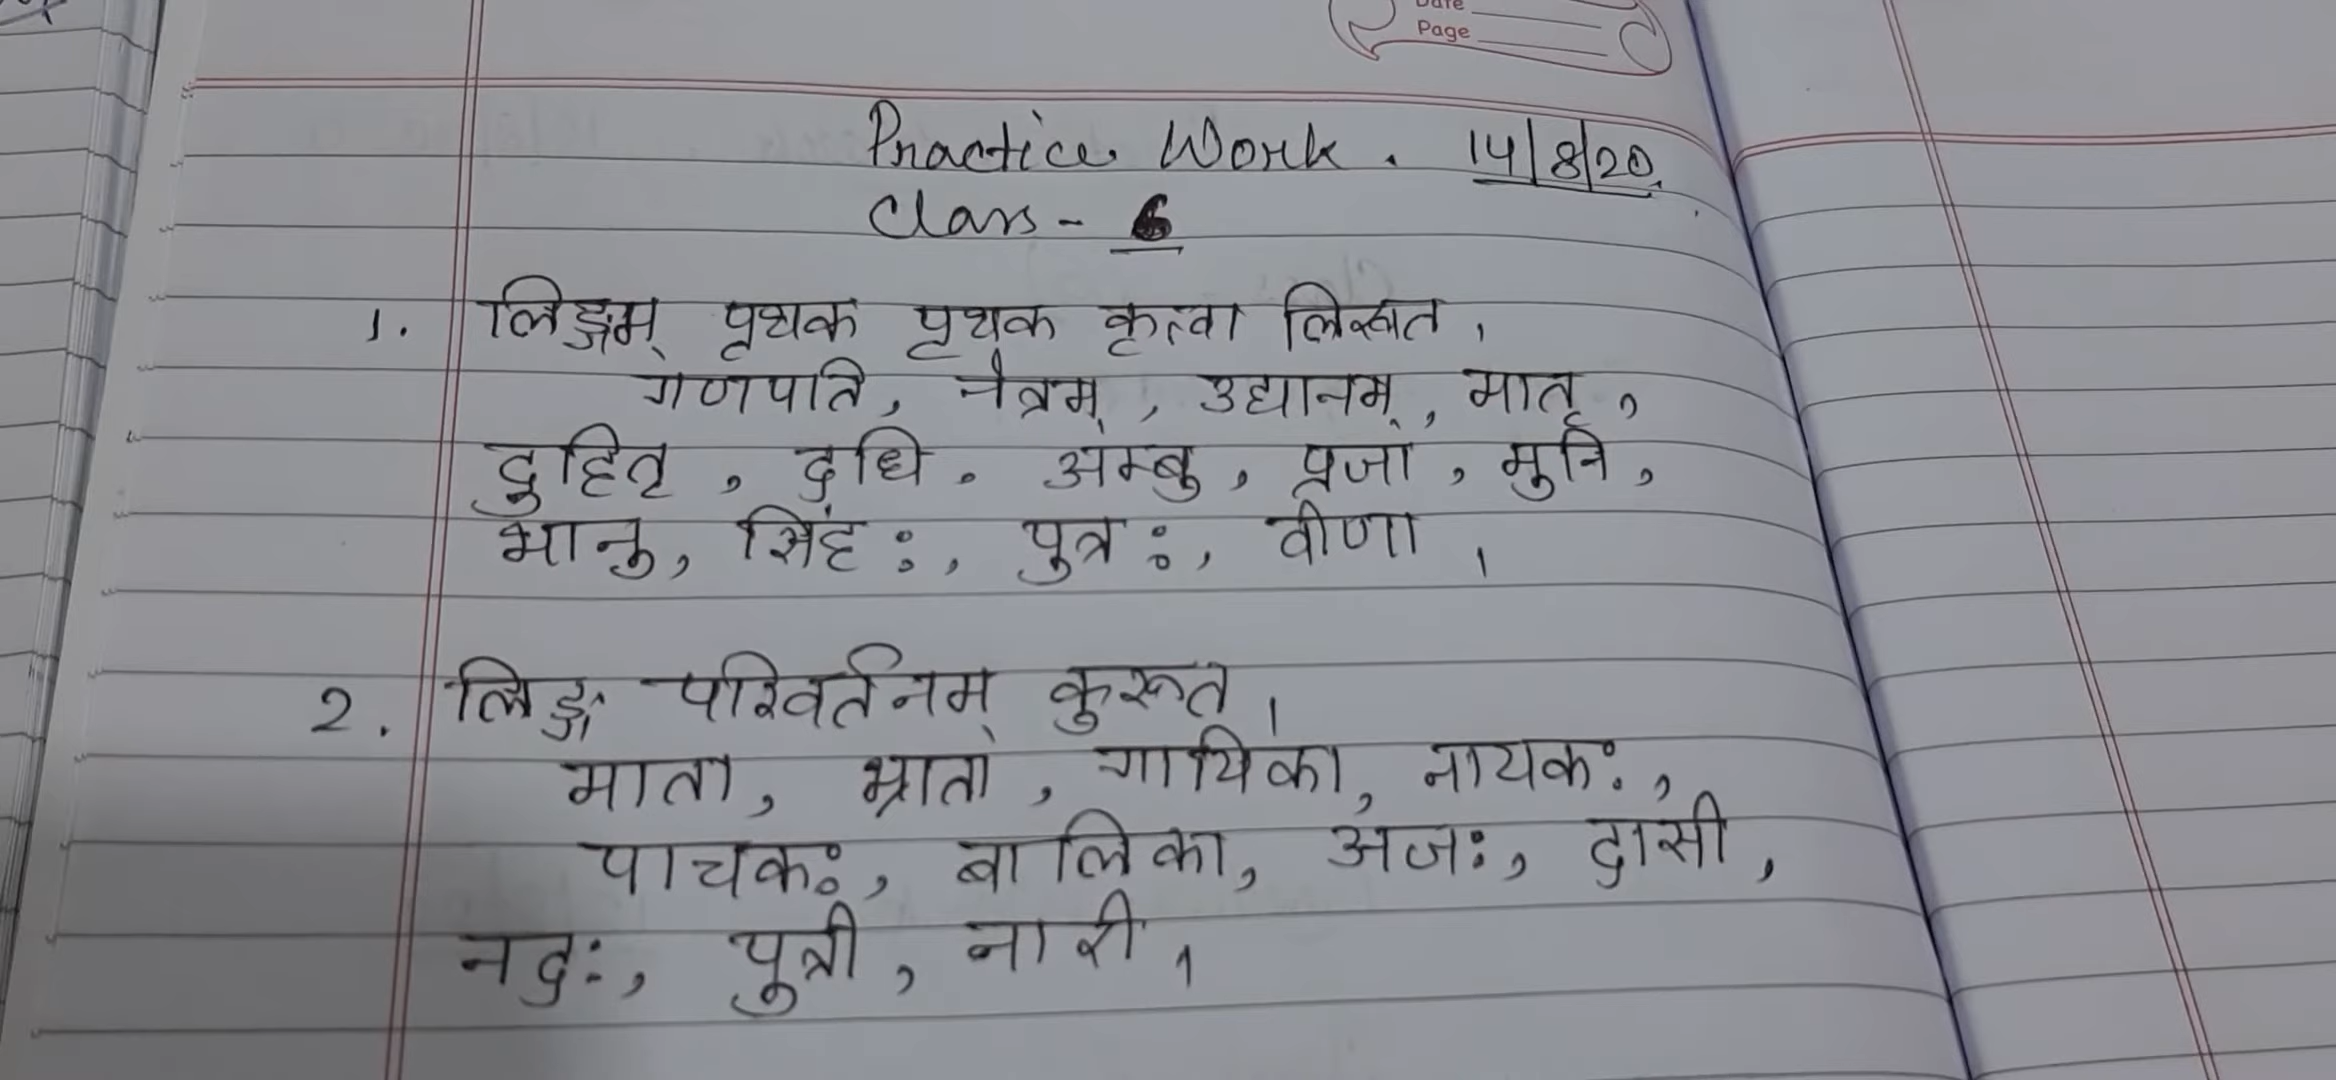 Date
Page
Practice Work. 14/8/20.
Class - 6
1. लिङ्गम् पृथक पृथक कृत्वा लिखत ।
गणपति, नेत्रम्, उद्यानम्, मातृ,
दुहितृ, दधि, अम्बु, प्रजा, मुनि,
भानु, सिंह:, पुत्र:, वीणा ।
2. लिङ्ग परिवर्तनम् कुरूत ।
माता, भ्राता, गायिका, नायक:,
पाचक:, बालिका, अज:, दासी,
नद:, पुत्री, नारी ।